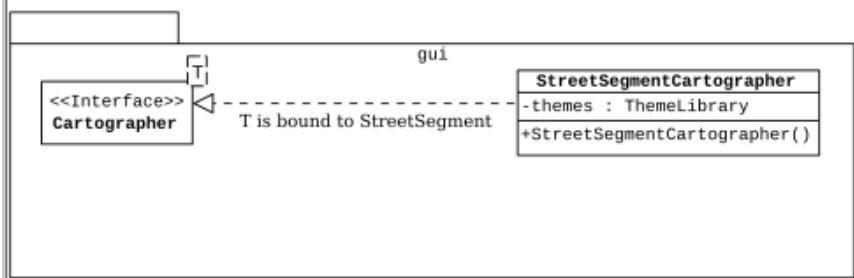 gui
T
<<Interface>>
Cartographer
T is bound to StreetSegment
StreetSegmentCartographer
-themes : ThemeLibrary
+StreetSegmentCartographer()